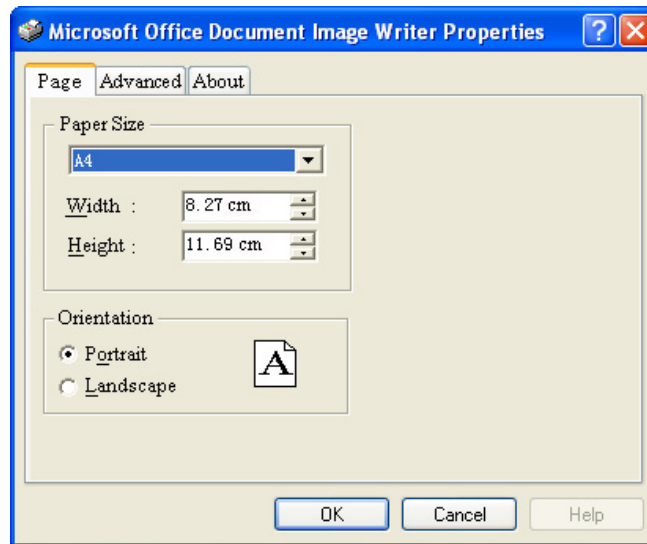 Microsoft Office Document Image Writer Properties
Page Advanced About
Paper Size
A4
Width : 8.27 cm
Height : 11.69 cm
Orientation
Portrait
Landscape
A
OK Cancel Help